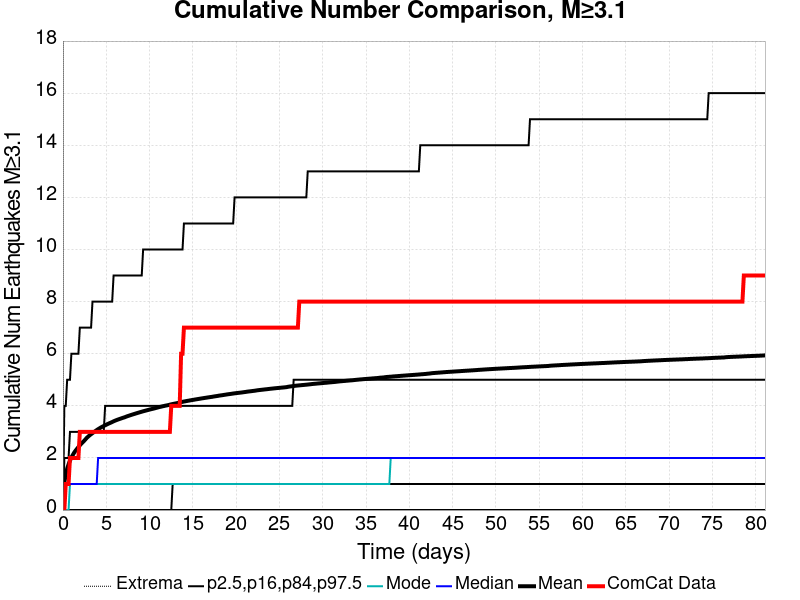 Cumulative Number Comparison, M≥3.1
Cumulative Num Earthquakes M≥3.1
18
16
14
12
10
8
6
4
2
0
0 5 10 15 20 25 30 35 40 45 50 55 60 65 70 75 80
Time (days)
Extrema p2.5,p16,p84,p97.5 Mode Median Mean ComCat Data